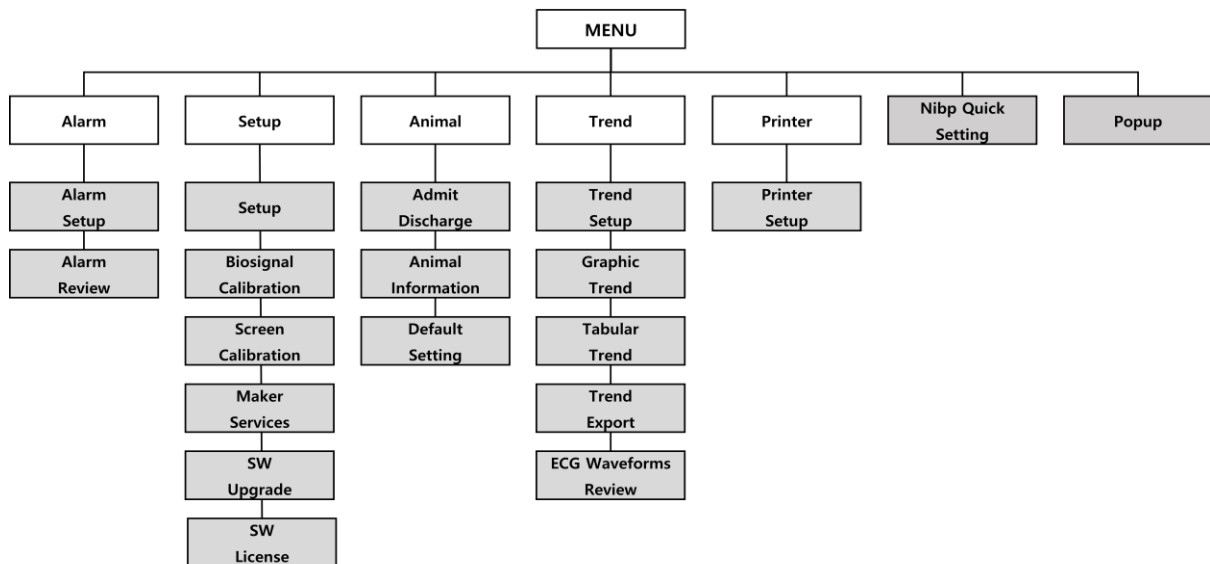 MENU
Alarm
Setup
Animal
Trend
Printer
Nibp Quick
Setting
Popup
Alarm
Setup
Setup
Admit
Discharge
Trend
Setup
Printer
Setup
Alarm
Review
Biosignal
Calibration
Animal
Information
Graphic
Trend
Screen
Calibration
Default
Setting
Tabular
Trend
Maker
Services
Trend
Export
SW
Upgrade
ECG Waveforms
Review
SW
License